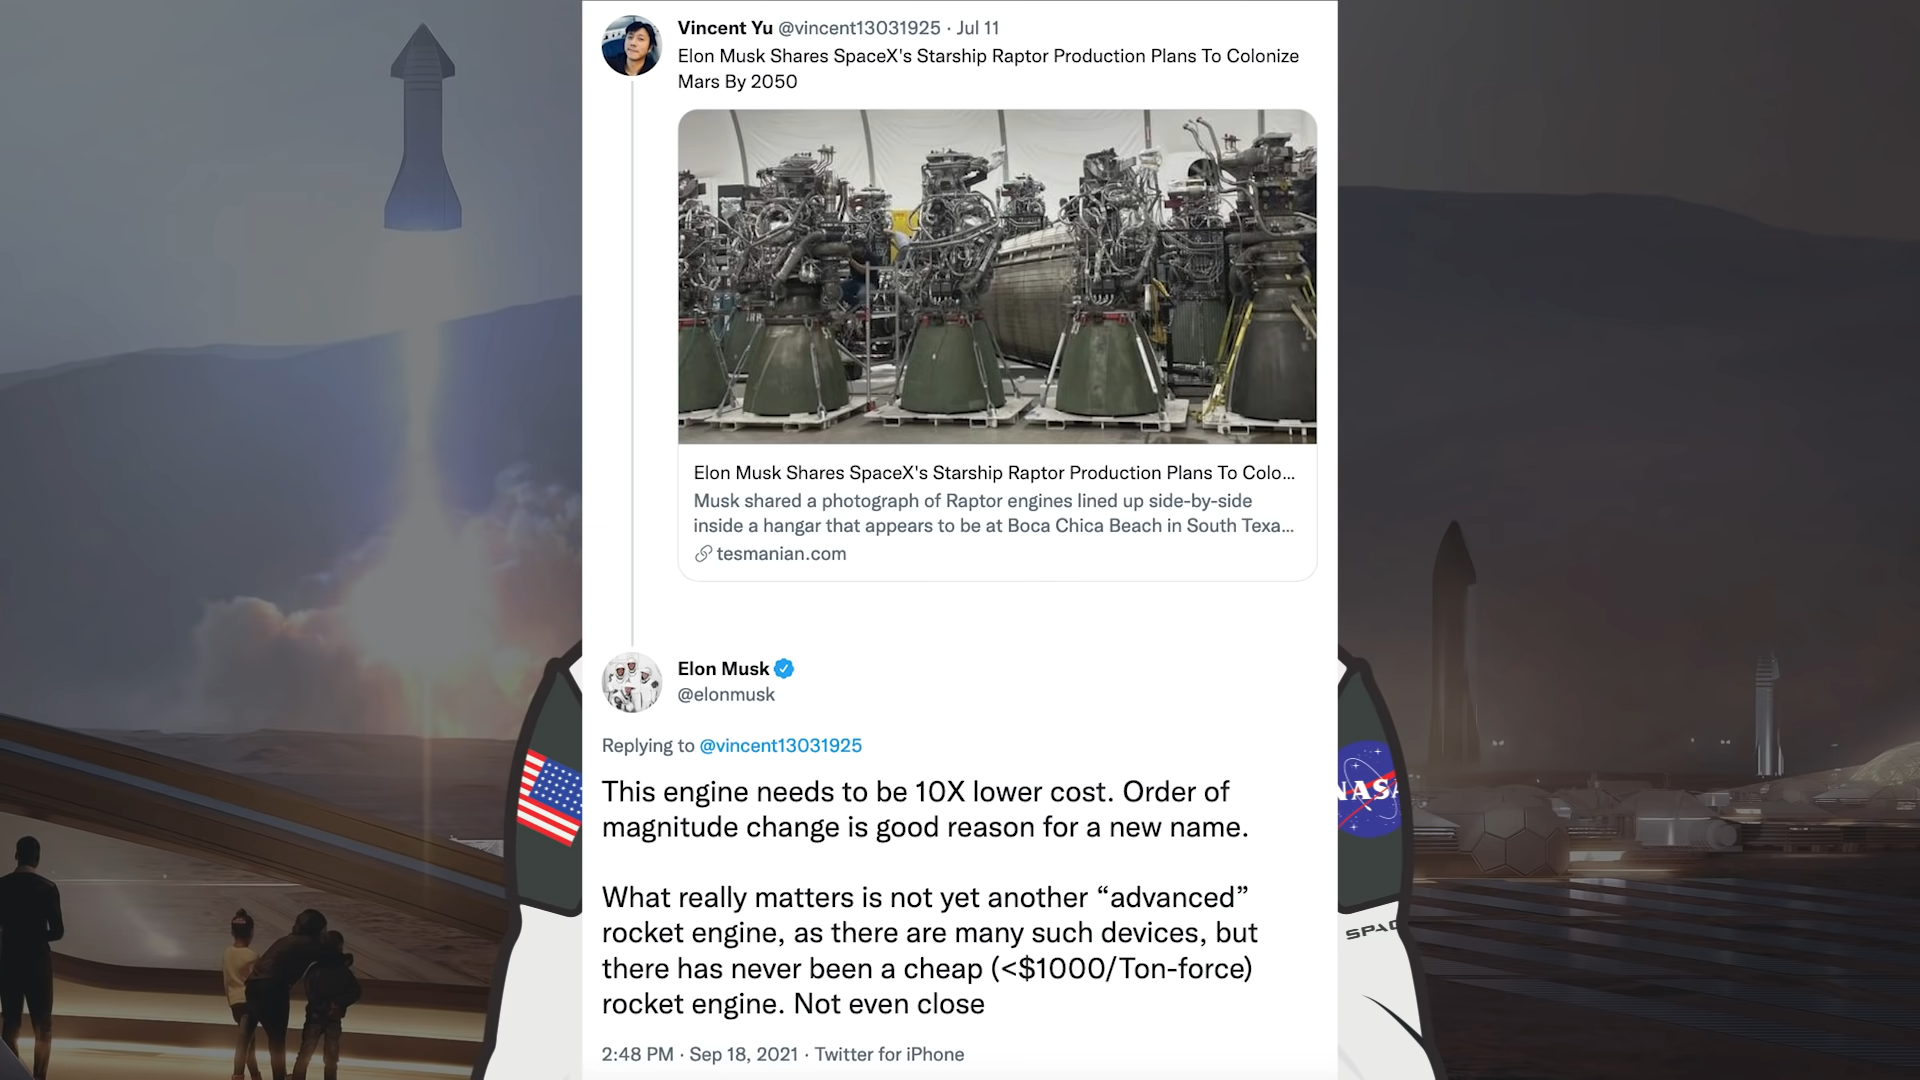 Vincent Yu @vincent13031925 · Jul 11
Elon Musk Shares SpaceX's Starship Raptor Production Plans To Colonize
Mars By 2050
Elon Musk Shares SpaceX's Starship Raptor Production Plans To Colo...
Musk shared a photograph of Raptor engines lined up side-by-side
inside a hangar that appears to be at Boca Chica Beach in South Texa...
tesmanian.com
Elon Musk
@elonmusk
Replying to @vincent13031925
This engine needs to be 10X lower cost. Order of
magnitude change is good reason for a new name.
What really matters is not yet another “advanced”
rocket engine, as there are many such devices, but
there has never been a cheap (<$1000/Ton-force)
rocket engine. Not even close
2:48 PM · Sep 18, 2021 · Twitter for iPhone
NASA
SPAC